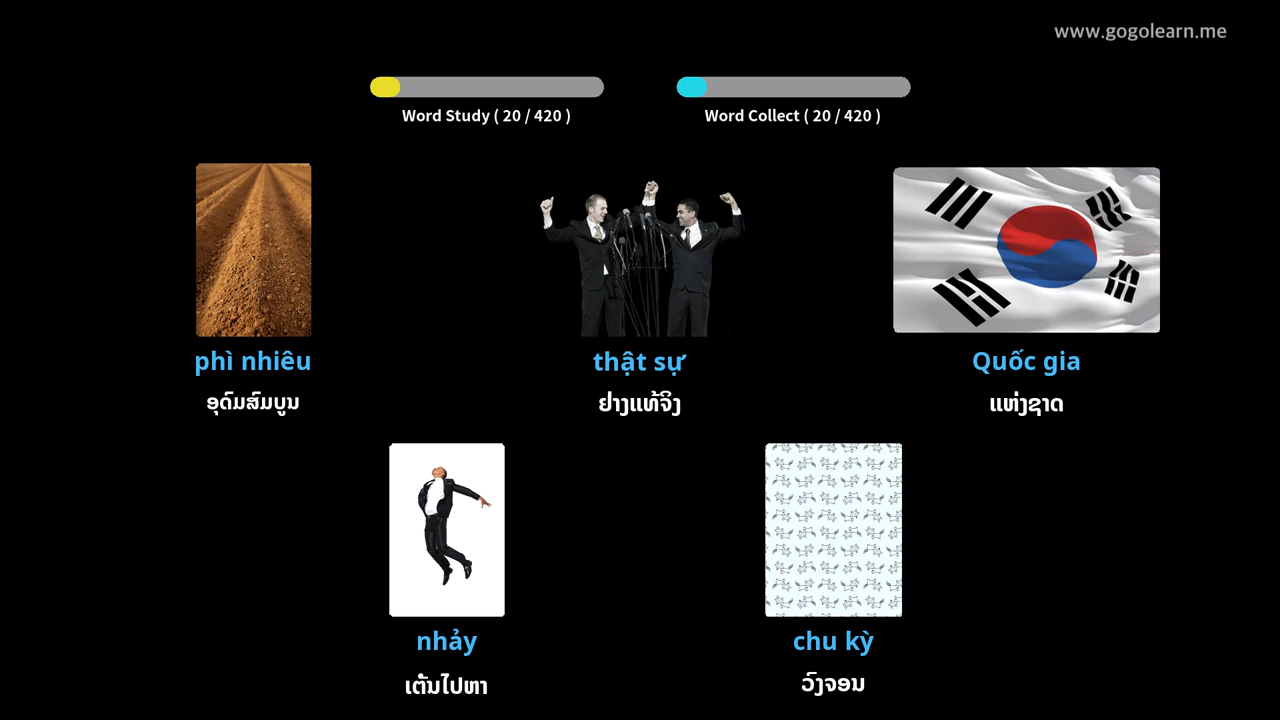 www.gogolearn.me
Word Study ( 20 / 420 )
Word Collect ( 20 / 420 )
phì nhiêu
thật sự
Quốc gia
ອຸດົມສົມບູນ
ຢ່າງແທ້ຈິງ
ແຫ່ງຊາດ
nhảy
chu kỳ
ເຕັນໄປຫາ
ວົງຈອນ